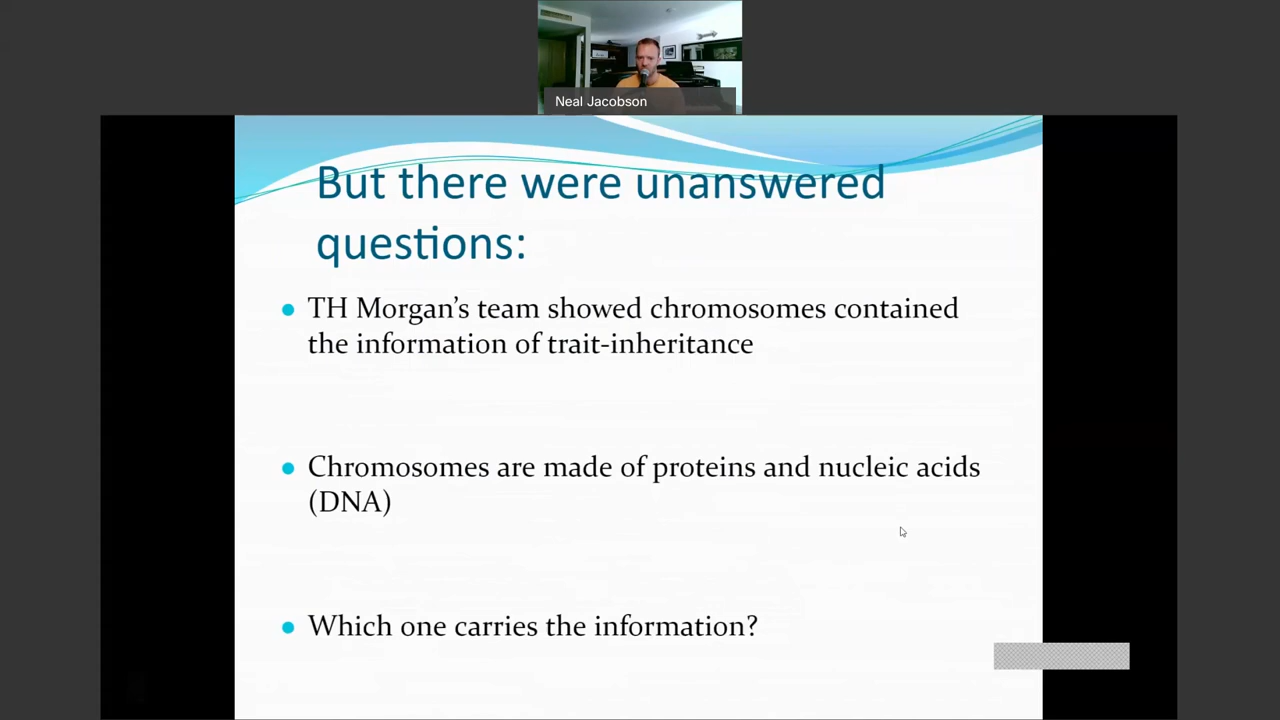 Neal Jacobson
But there were unanswered
questions:
TH Morgan’s team showed chromosomes contained
the information of trait-inheritance
Chromosomes are made of proteins and nucleic acids
(DNA)
Which one carries the information?